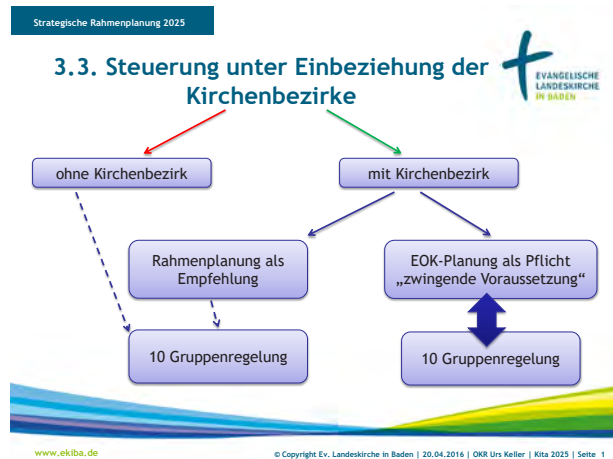 Strategische Rahmenplanung 2025
3.3. Steuerung unter Einbeziehung der
Kirchenbezirke
EVANGELISCHE
LANDESKIRCHE
IN BADEN
ohne Kirchenbezirk
mit Kirchenbezirk
Rahmenplanung als
Empfehlung
EOK-Planung als Pflicht
„zwingende Voraussetzung“
10 Gruppenregelung
10 Gruppenregelung
www.ekiba.de
© Copyright Ev. Landeskirche in Baden | 20.04.2016 | OKR Urs Keller | Kita 2025 | Seite 1